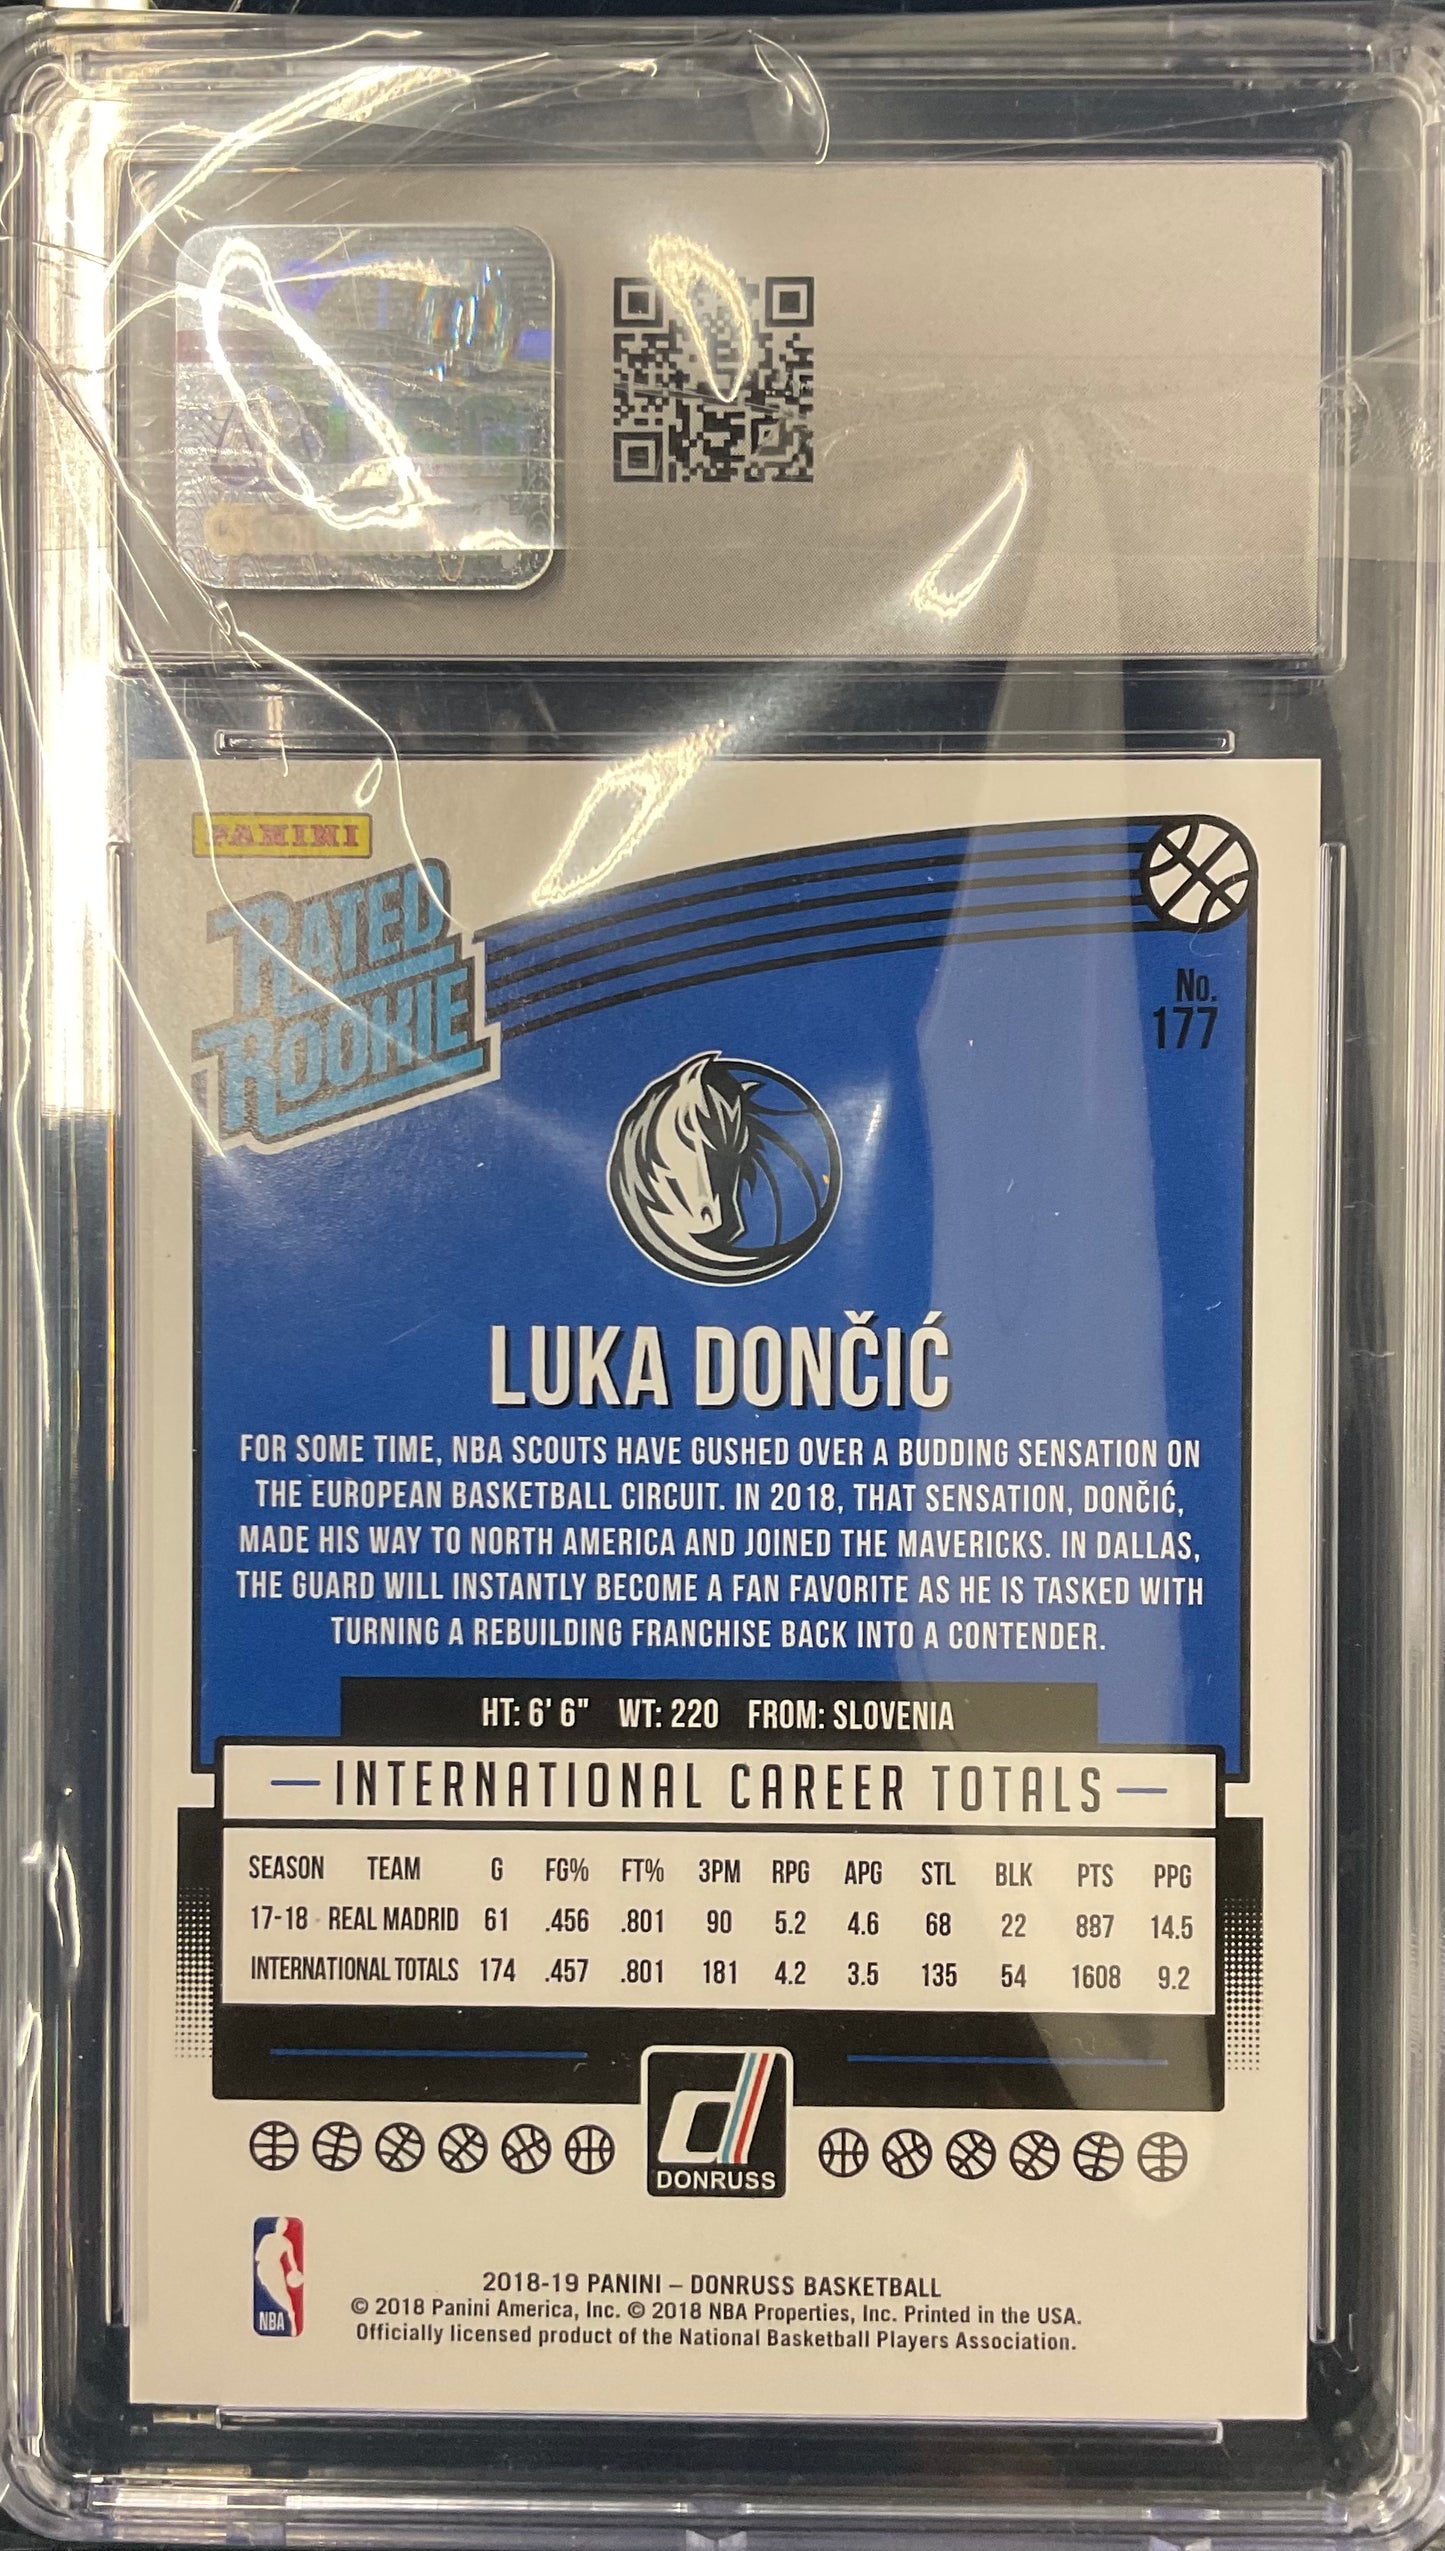 PANINI
RATED
ROOKIE
No.
177
LUKA DONČIĆ
FOR SOME TIME, NBA SCOUTS HAVE GUSHED OVER A BUDDING SENSATION ON
THE EUROPEAN BASKETBALL CIRCUIT. IN 2018, THAT SENSATION, DONČIĆ,
MADE HIS WAY TO NORTH AMERICA AND JOINED THE MAVERICKS. IN DALLAS,
THE GUARD WILL INSTANTLY BECOME A FAN FAVORITE AS HE IS TASKED WITH
TURNING A REBUILDING FRANCHISE BACK INTO A CONTENDER.
HT: 6' 6" WT: 220 FROM: SLOVENIA
INTERNATIONAL CAREER TOTALS
SEASON TEAM G FG% FT% 3PM RPG APG STL BLK PTS PPG
17-18 REAL MADRID 61 .456 .801 90 5.2 4.6 68 22 887 14.5
INTERNATIONAL TOTALS 174 .457 .801 181 4.2 3.5 135 54 1608 9.2
d
DONRUSS
NBA
2018-19 PANINI – DONRUSS BASKETBALL
© 2018 Panini America, Inc. © 2018 NBA Properties, Inc. Printed in the USA.
Officially licensed product of the National Basketball Players Association.